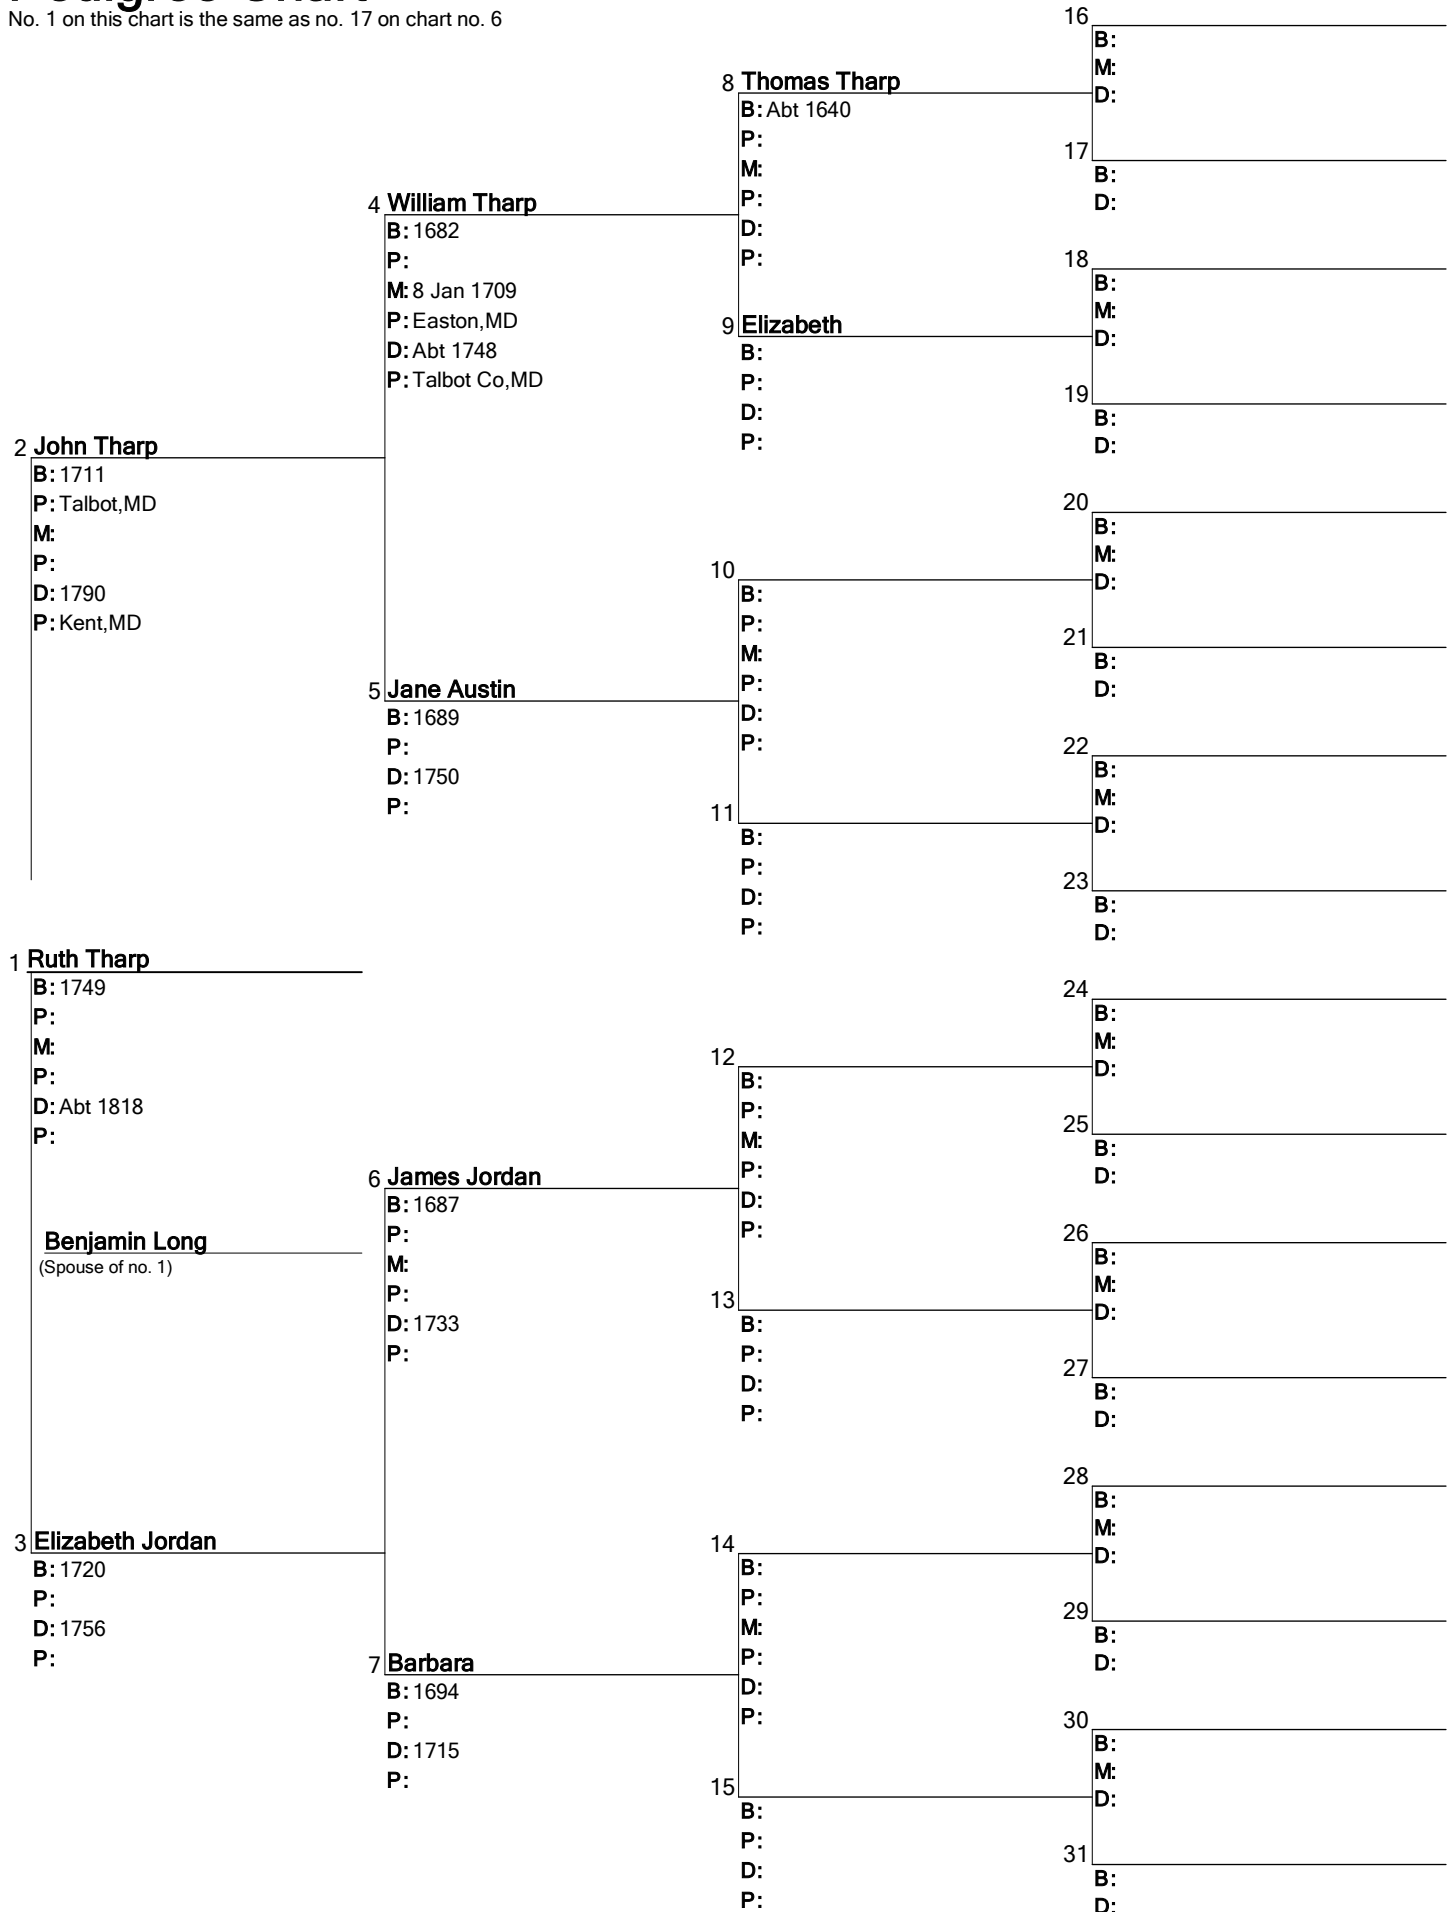 Pedigree Chart
No. 1 on this chart is the same as no. 17 on chart no. 6
2 John Tharp
B: 1711
P: Talbot,MD
M:
P:
D: 1790
P: Kent,MD
1 Ruth Tharp
B: 1749
P:
M:
P:
D: Abt 1818
P:
Benjamin Long
(Spouse of no. 1)
3 Elizabeth Jordan
B: 1720
P:
D: 1756
P:
4 William Tharp
B: 1682
P:
M: 8 Jan 1709
P: Easton,MD
D: Abt 1748
P: Talbot Co,MD
5 Jane Austin
B: 1689
P:
D: 1750
P:
6 James Jordan
B: 1687
P:
M:
P:
D: 1733
P:
7 Barbara
B: 1694
P:
D: 1715
P:
8 Thomas Tharp
B: Abt 1640
P:
M:
P:
D:
P:
9 Elizabeth
B:
P:
D:
P:
10
B:
P:
M:
P:
D:
P:
11
B:
P:
D:
P:
12
B:
P:
M:
P:
D:
P:
13
B:
P:
D:
P:
14
B:
P:
M:
P:
D:
P:
15
B:
P:
D:
P:
16
B:
M:
D:
17
B:
D:
18
B:
M:
D:
19
B:
D:
20
B:
M:
D:
21
B:
D:
22
B:
M:
D:
23
B:
D:
24
B:
M:
D:
25
B:
D:
26
B:
M:
D:
27
B:
D:
28
B:
M:
D:
29
B:
D:
30
B:
M:
D:
31
B:
D: